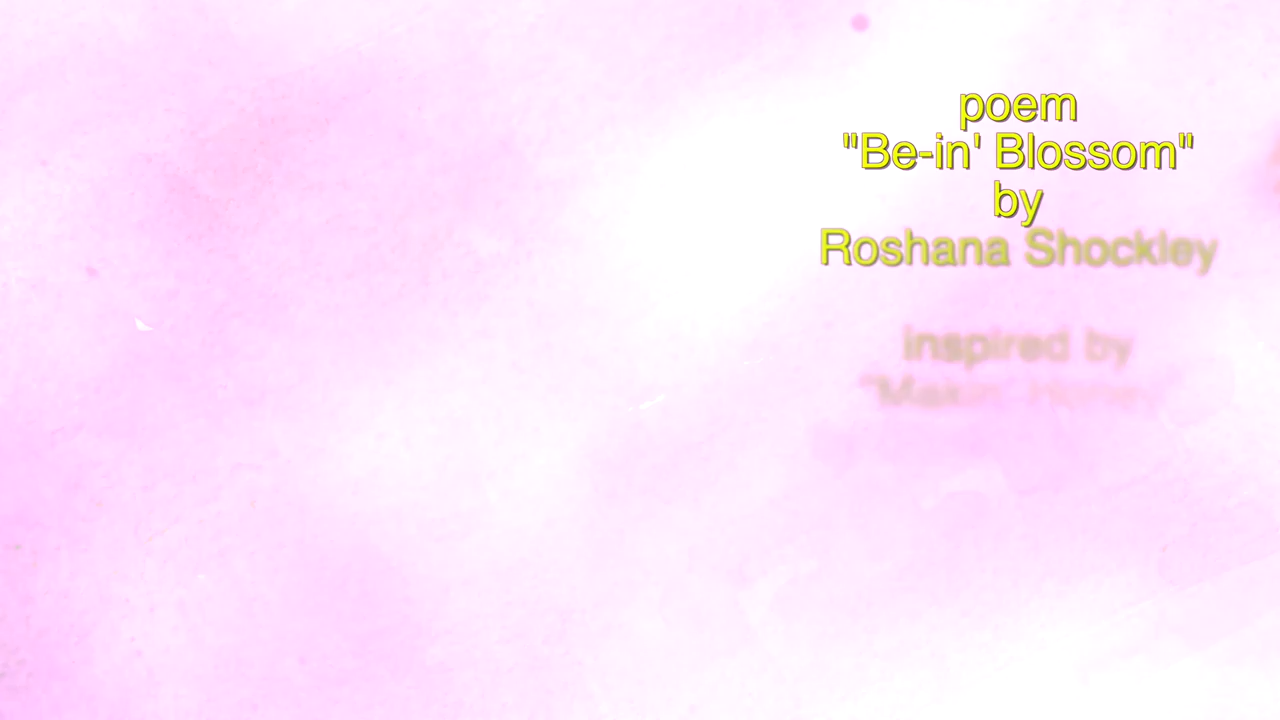 poem
"Be-in' Blossom"
by
Roshana Shockley
inspired by